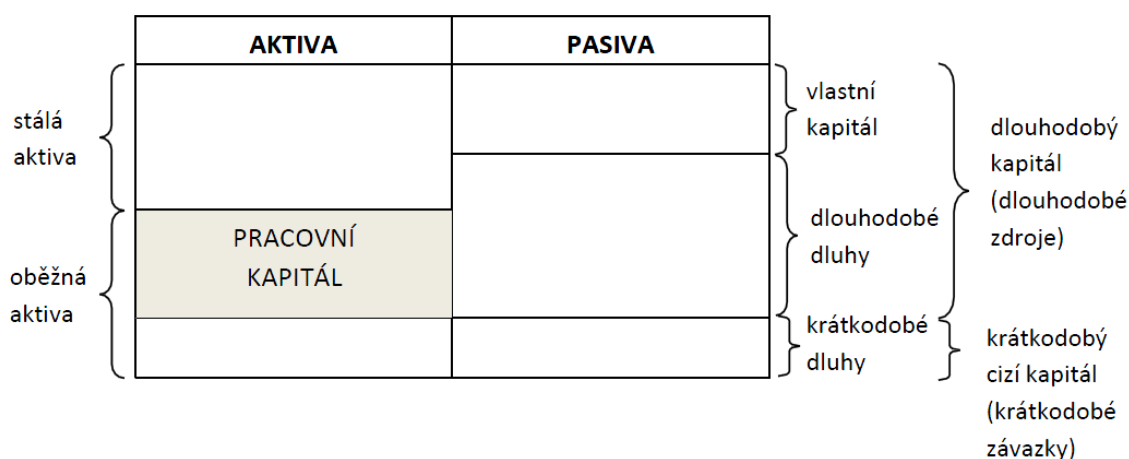 AKTIVA
PASIVA
stálá
aktiva
oběžná
aktiva
PRACOVNÍ
KAPITÁL
vlastní
kapitál
dlouhodobé
dluhy
krátkodobé
dluhy
dlouhodobý
kapitál
(dlouhodobé
zdroje)
krátkodobý
cizí kapitál
(krátkodobé
závazky)